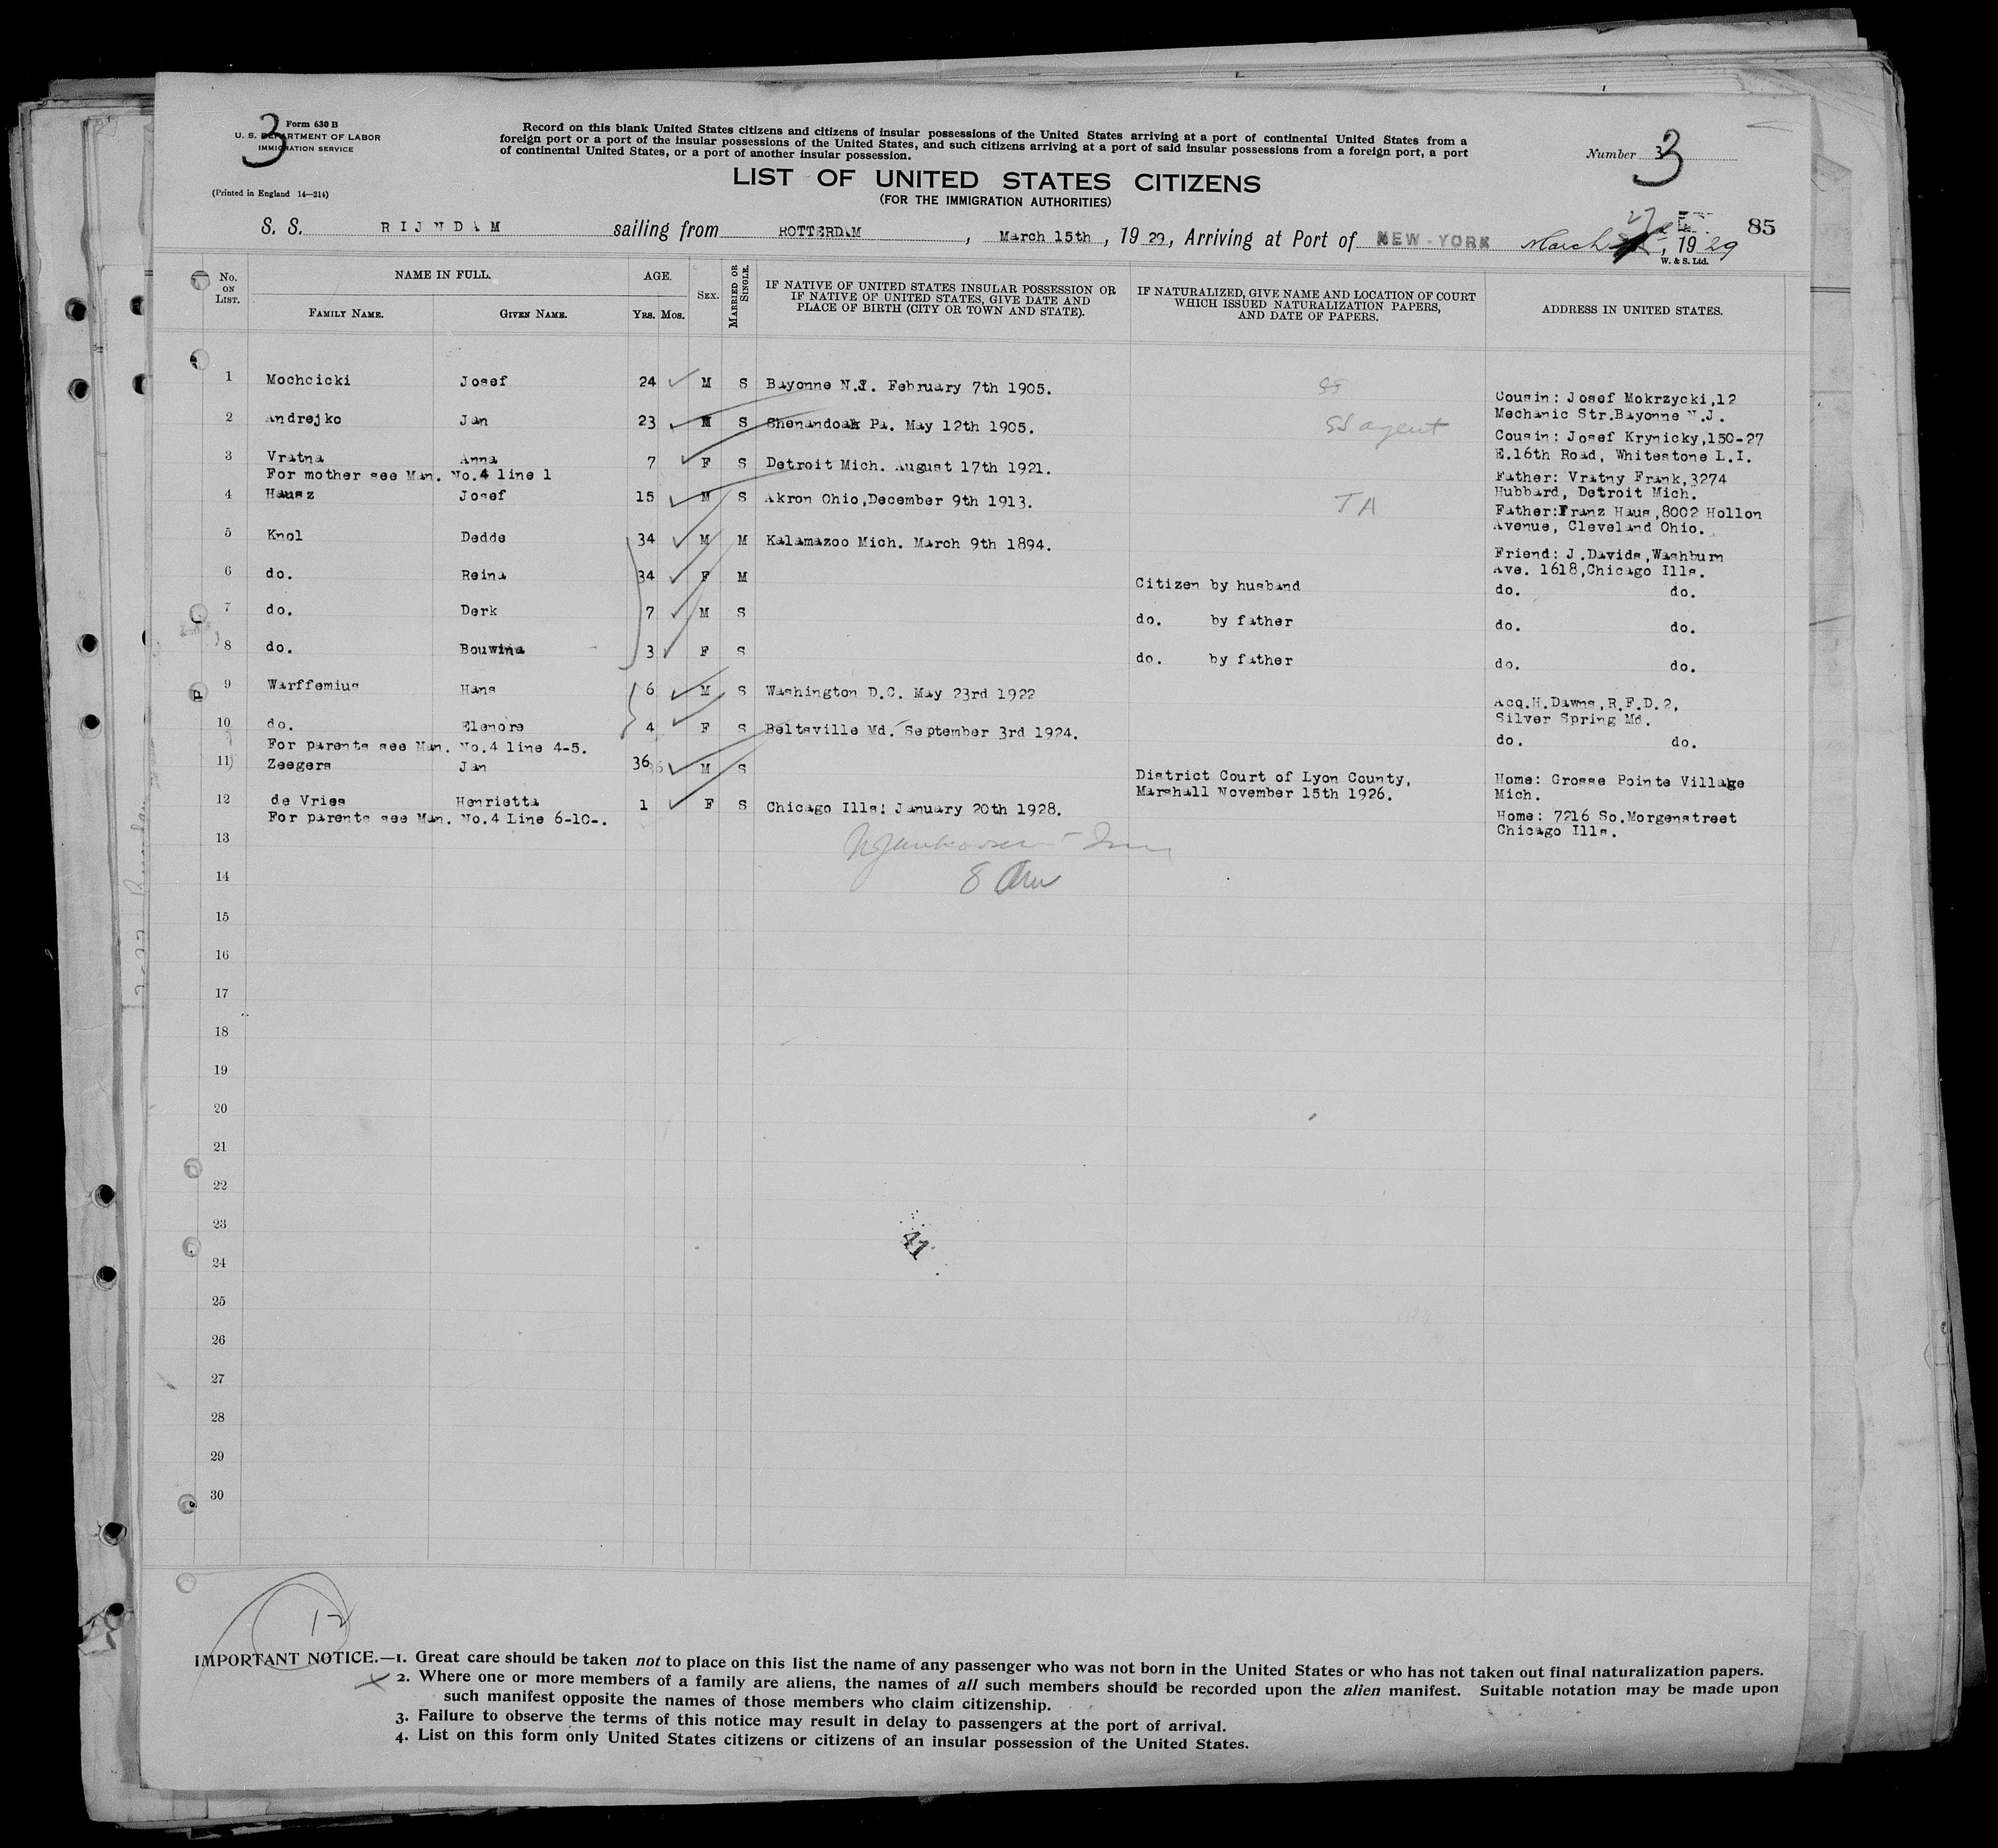 3
Form 630 B
U. S. DEPARTMENT OF LABOR
IMMIGRATION SERVICE
(Printed in England 14—214)
Record on this blank United States citizens and citizens of insular possessions of the United States arriving at a port of continental United States from a
foreign port or a port of the insular possessions of the United States, and such citizens arriving at a port of said insular possessions from a foreign port, a port
of continental United States, or a port of another insular possession.
Number 3
3
LIST OF UNITED STATES CITIZENS
(FOR THE IMMIGRATION AUTHORITIES)
S. S. RIJNDAM sailing from ROTTERDAM, March 15th, 19 29, Arriving at Port of NEW-YORK March 27, 19 29
85
W. & S. Ltd.
No. ON LIST. NAME IN FULL. AGE. SEX. MARRIED OR SINGLE. IF NATIVE OF UNITED STATES INSULAR POSSESSION OR IF NATIVE OF UNITED STATES, GIVE DATE AND PLACE OF BIRTH (CITY OR TOWN AND STATE). IF NATURALIZED, GIVE NAME AND LOCATION OF COURT WHICH ISSUED NATURALIZATION PAPERS, AND DATE OF PAPERS. ADDRESS IN UNITED STATES.
FAMILY NAME. GIVEN NAME. YRS. MOS.
1 Mochcicki Josef 24 M S Bayonne N.J. February 7th 1905. Cousin: Josef Mokrzycki,12
Mechanic Str.Bayonne N.J.
2 Andrejko Jan 23 M S Shenandoak Pa. May 12th 1905. SS agent Cousin: Josef Krynicky,150-27
E.16th Road, Whitestone L.I.
3 Vratna Anna 7 F S Detroit Mich. August 17th 1921. Father: Vratny Frank,3274
For mother see Man. No.4 line 1 Hubbard, Detroit Mich.
4 Hausz Josef 15 M S Akron Ohio,December 9th 1913. TA Father:Franz Haus,8002 Hollon
Avenue, Cleveland Ohio.
5 Knol Dedde 34 M M Kalamazoo Mich. March 9th 1894. Friend: J.Davids,Washburn
Ave. 1618,Chicago Ills.
6 do. Reina 34 F M Citizen by husband do. do.
7 do. Derk 7 M S do. by father do. do.
8 do. Bouwina 3 F S do. by father do. do.
9 Warffemius Hans 6 M S Washington D.C. May 23rd 1922 Acq.H.Dawns,R.F.D.2,
Silver Spring Md.
10 do. Elenore 4 F S Beltsville Md. September 3rd 1924. do. do.
For parents see Man. No.4 line 4-5.
11 Zeegers Jan 36 M S District Court of Lyon County, Home: Grosse Pointe Village
Marshall November 15th 1926. Mich.
12 de Vries Henrietta 1 F S Chicago Ills! January 20th 1928. Home: 7216 So.Morgenstreet
For parents see Man. No.4 Line 6-10-. Chicago Ills.
13
14
15
16
17
18
19
20
21
22
23
41
24
25
26
27
28
29
30
12
IMPORTANT NOTICE.—1. Great care should be taken not to place on this list the name of any passenger who was not born in the United States or who has not taken out final naturalization papers.
2. Where one or more members of a family are aliens, the names of all such members should be recorded upon the alien manifest. Suitable notation may be made upon
such manifest opposite the names of those members who claim citizenship.
3. Failure to observe the terms of this notice may result in delay to passengers at the port of arrival.
4. List on this form only United States citizens or citizens of an insular possession of the United States.